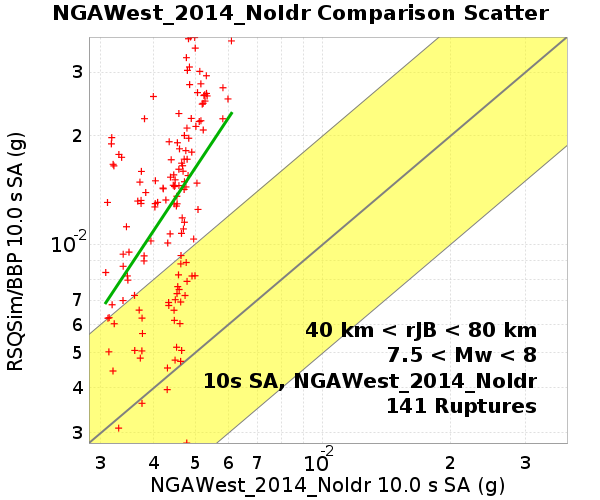 NGAWest_2014_NoIdr Comparison Scatter
RSQSim/BBP 10.0 s SA (g)
3
2
10-2
7
6
5
4
3
40 km < rJB < 80 km
7.5 < Mw < 8
10s SA, NGAWest_2014_NoIdr
141 Ruptures
3 4 5 6 7 10-2 2 3
NGAWest_2014_NoIdr 10.0 s SA (g)